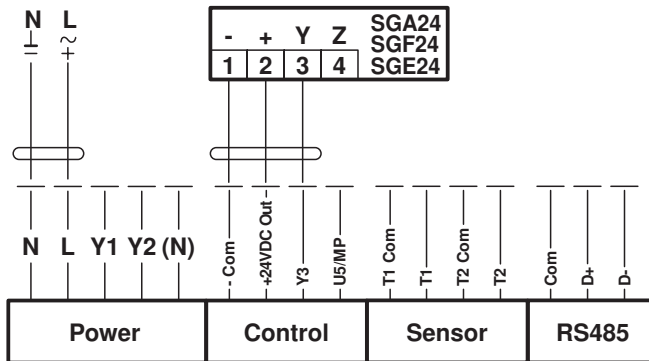 N L
- + Y Z SGA24
SGF24
1 2 3 4 SGE24
N L Y1 Y2 (N)
- Com
+24VDC Out
Y3
U5/MP
T1 Com
T1
T2 Com
T2
Com
D+
D-
Power Control Sensor RS485